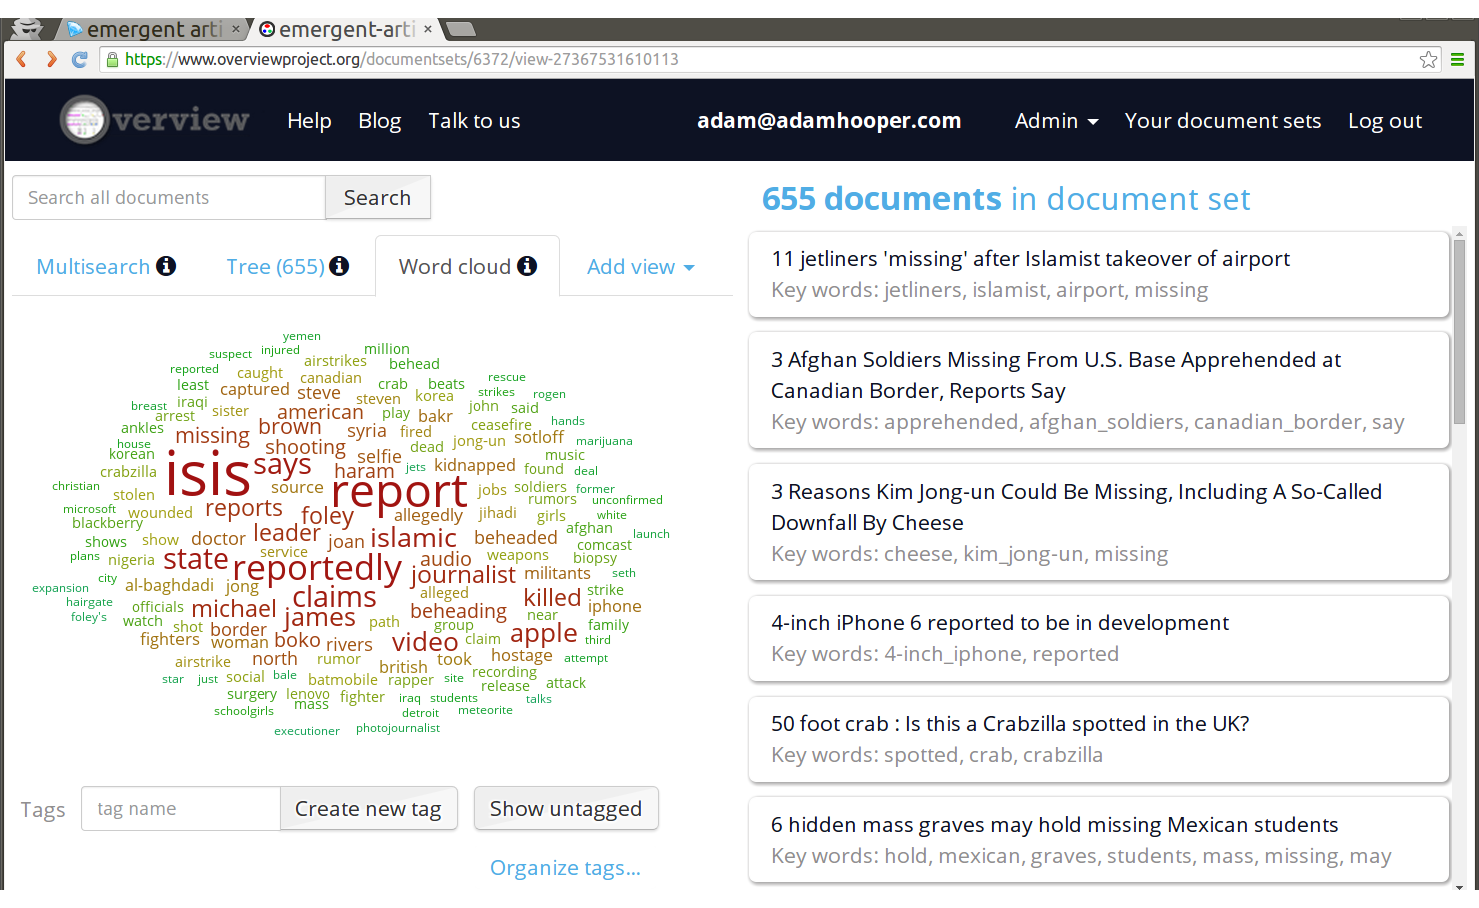 emergent arti ×
emergent-arti ×
https://www.overviewproject.org/documentsets/6372/view-27367531610113
verview Help Blog Talk to us adam@adamhooper.com Admin Your document sets Log out
Search all documents Search
Multisearch Tree (655) Word cloud Add view
yemen
suspect injured million
reported caught airstrikes behead
least captured canadian steve crab beats rescue
breast iraqi sister american steven korea strikes rogen
arrest play bakr john said
ankles missing brown syria fired ceasefire hands
house korean shooting dead jong-un sotloff marijuana
crabzilla isis says selfie haram jets kidnapped music found deal
christian stolen source report jobs soldiers former
microsoft wounded reports foley allegedly jihadi rumors unconfirmed
blackberry girls white
shows show doctor leader joan islamic beheaded afghan launch
plans nigeria state service audio weapons comcast biopsy
city reportedly journalist militants seth
expansion al-baghdadi jong claims alleged killed strike
hairgate officials michael james beheading near iphone
foley's watch shot border path group apple family
fighters woman boko rivers video claim third
airstrike north rumor british took hostage attempt
star just social bale batmobile rapper site recording
surgery lenovo fighter iraq students release attack
schoolgirls mass detroit meteorite talks
executioner photojournalist
Tags tag name Create new tag Show untagged
Organize tags...
655 documents in document set
11 jetliners 'missing' after Islamist takeover of airport
Key words: jetliners, islamist, airport, missing
3 Afghan Soldiers Missing From U.S. Base Apprehended at
Canadian Border, Reports Say
Key words: apprehended, afghan_soldiers, canadian_border, say
3 Reasons Kim Jong-un Could Be Missing, Including A So-Called
Downfall By Cheese
Key words: cheese, kim_jong-un, missing
4-inch iPhone 6 reported to be in development
Key words: 4-inch_iphone, reported
50 foot crab : Is this a Crabzilla spotted in the UK?
Key words: spotted, crab, crabzilla
6 hidden mass graves may hold missing Mexican students
Key words: hold, mexican, graves, students, mass, missing, may